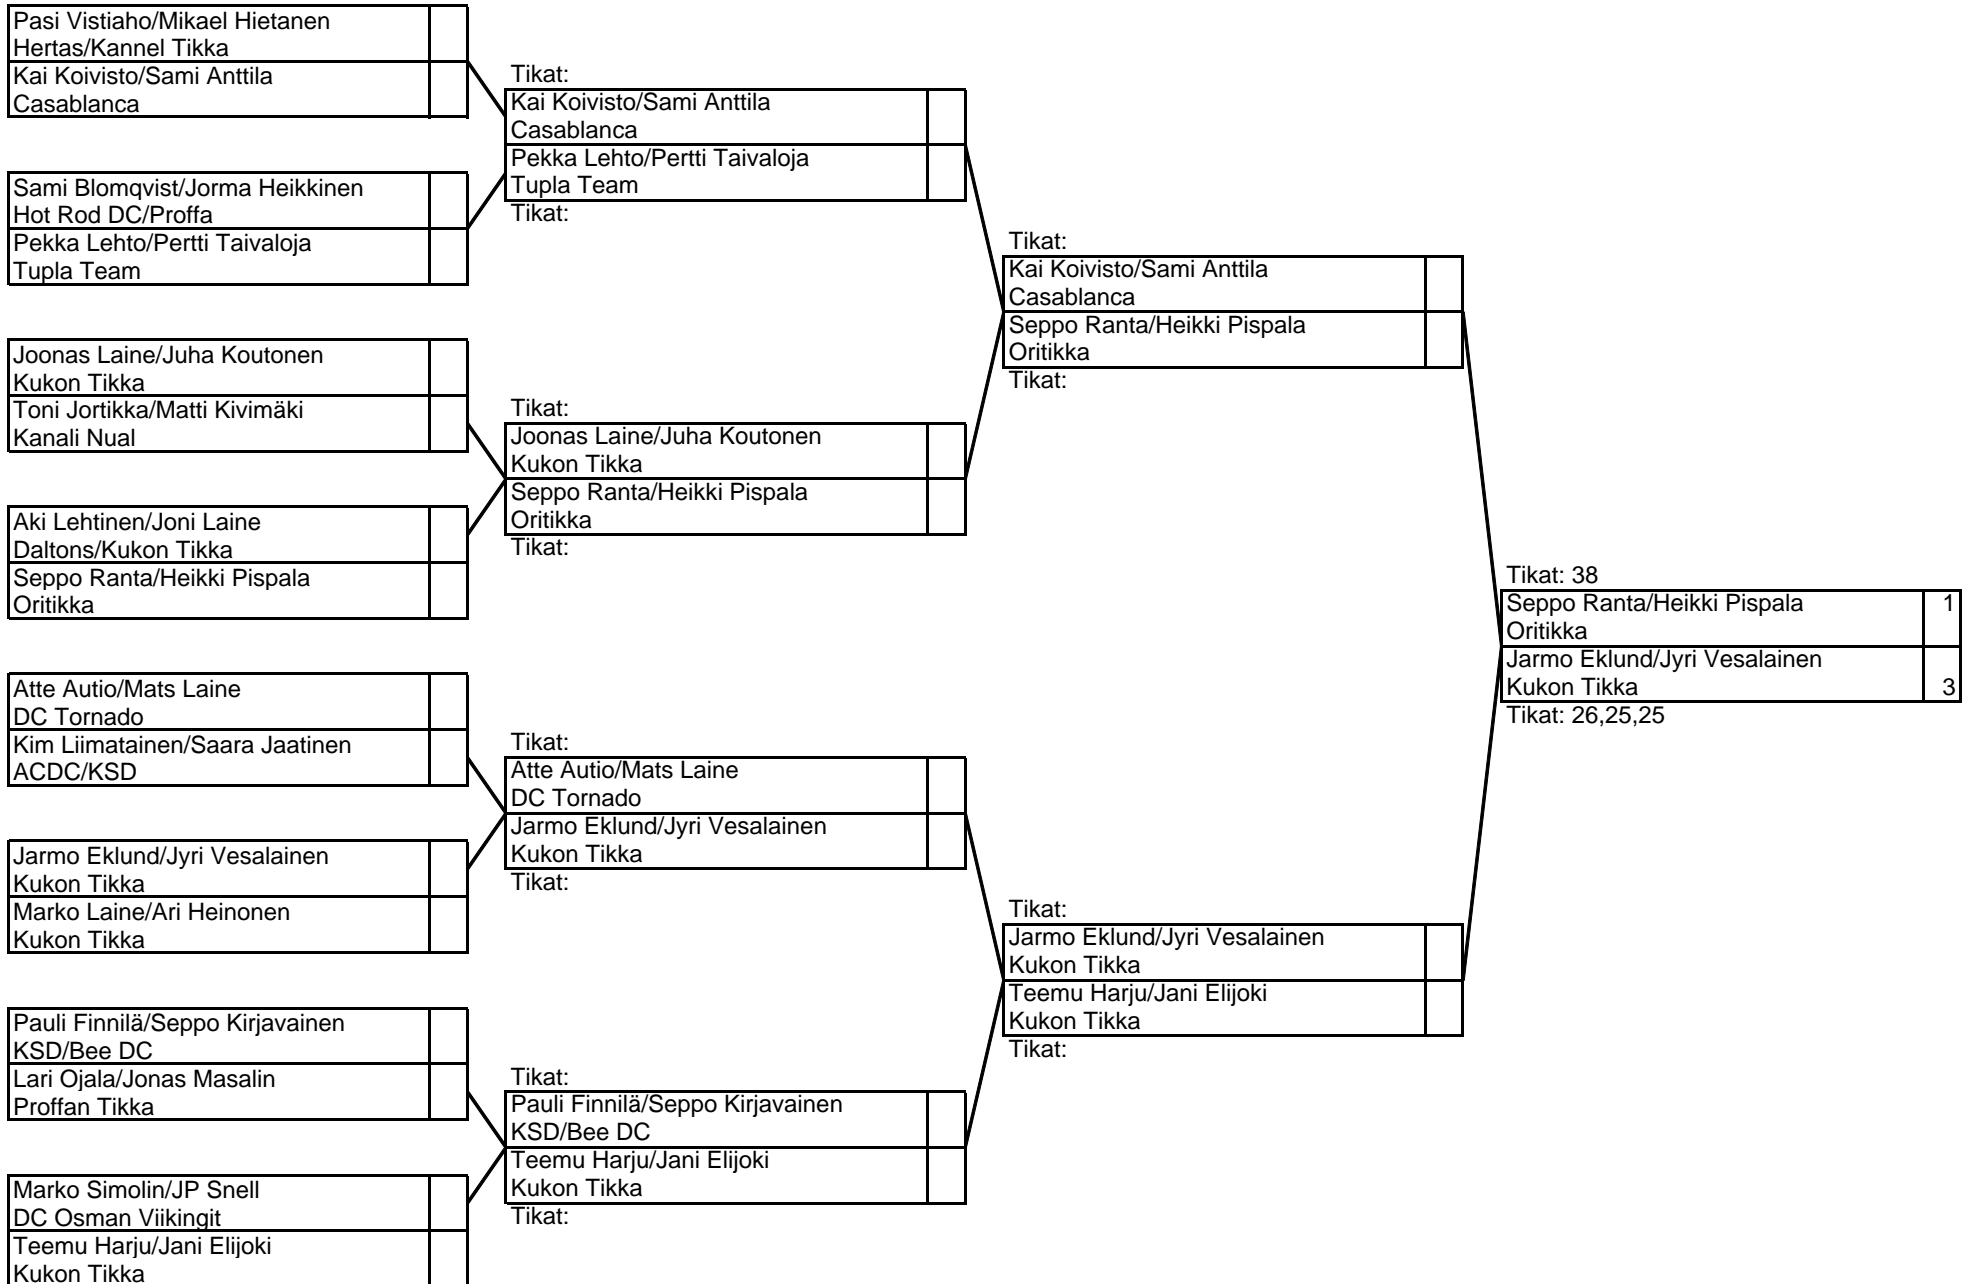 Pasi Vistiaho/Mikael Hietanen
Hertas/Kannel Tikka
Kai Koivisto/Sami Anttila
Casablanca
Sami Blomqvist/Jorma Heikkinen
Hot Rod DC/Proffa
Pekka Lehto/Pertti Taivaloja
Tupla Team
Joonas Laine/Juha Koutonen
Kukon Tikka
Toni Jortikka/Matti Kivimäki
Kanali Nual
Aki Lehtinen/Joni Laine
Daltons/Kukon Tikka
Seppo Ranta/Heikki Pispala
Oritikka
Atte Autio/Mats Laine
DC Tornado
Kim Liimatainen/Saara Jaatinen
ACDC/KSD
Jarmo Eklund/Jyri Vesalainen
Kukon Tikka
Marko Laine/Ari Heinonen
Kukon Tikka
Pauli Finnilä/Seppo Kirjavainen
KSD/Bee DC
Lari Ojala/Jonas Masalin
Proffan Tikka
Marko Simolin/JP Snell
DC Osman Viikingit
Teemu Harju/Jani Elijoki
Kukon Tikka
Tikat:
Kai Koivisto/Sami Anttila
Casablanca
Pekka Lehto/Pertti Taivaloja
Tupla Team
Tikat:
Tikat:
Joonas Laine/Juha Koutonen
Kukon Tikka
Seppo Ranta/Heikki Pispala
Oritikka
Tikat:
Tikat:
Atte Autio/Mats Laine
DC Tornado
Jarmo Eklund/Jyri Vesalainen
Kukon Tikka
Tikat:
Tikat:
Pauli Finnilä/Seppo Kirjavainen
KSD/Bee DC
Teemu Harju/Jani Elijoki
Kukon Tikka
Tikat:
Tikat:
Kai Koivisto/Sami Anttila
Casablanca
Seppo Ranta/Heikki Pispala
Oritikka
Tikat:
Tikat:
Jarmo Eklund/Jyri Vesalainen
Kukon Tikka
Teemu Harju/Jani Elijoki
Kukon Tikka
Tikat:
Tikat: 38
Seppo Ranta/Heikki Pispala 1
Oritikka
Jarmo Eklund/Jyri Vesalainen
Kukon Tikka 3
Tikat: 26,25,25